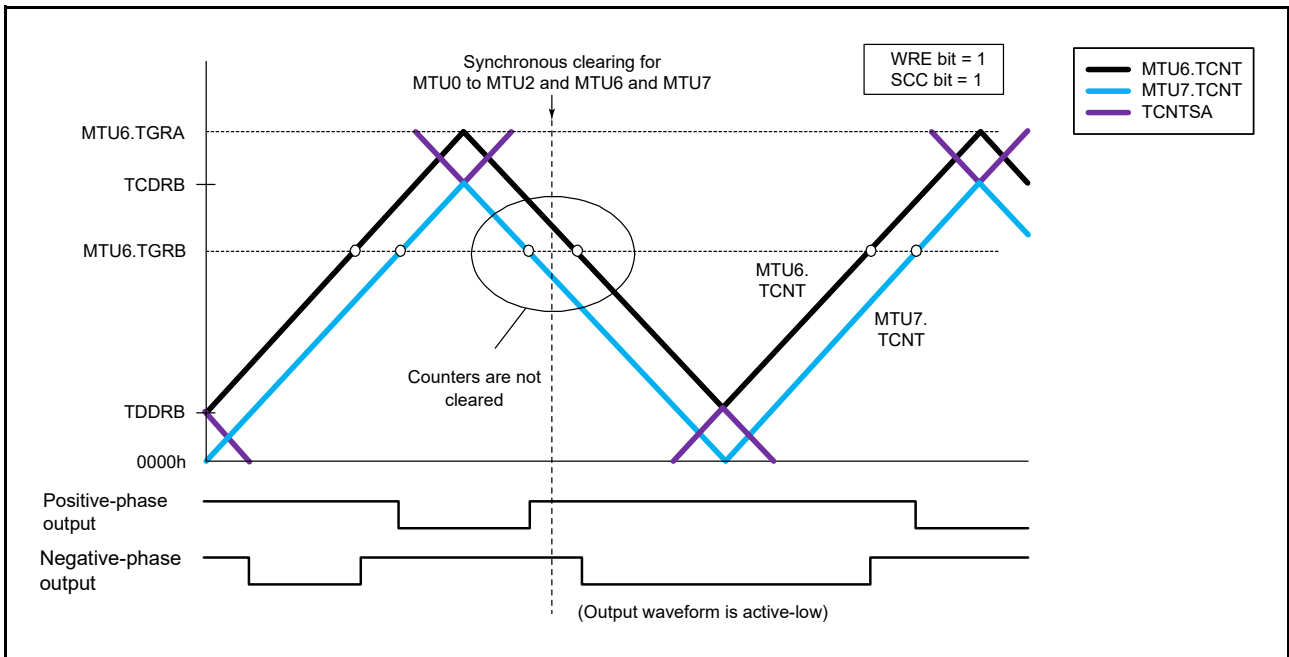 Synchronous clearing for
MTU0 to MTU2 and MTU6 and MTU7
WRE bit = 1
SCC bit = 1
MTU6.TCNT
MTU7.TCNT
TCNTSA
MTU6.TGRA
TCDRB
MTU6.TGRB
MTU6.
TCNT
MTU7.
TCNT
Counters are not
cleared
TDDRB
0000h
Positive-phase
output
Negative-phase
output
(Output waveform is active-low)